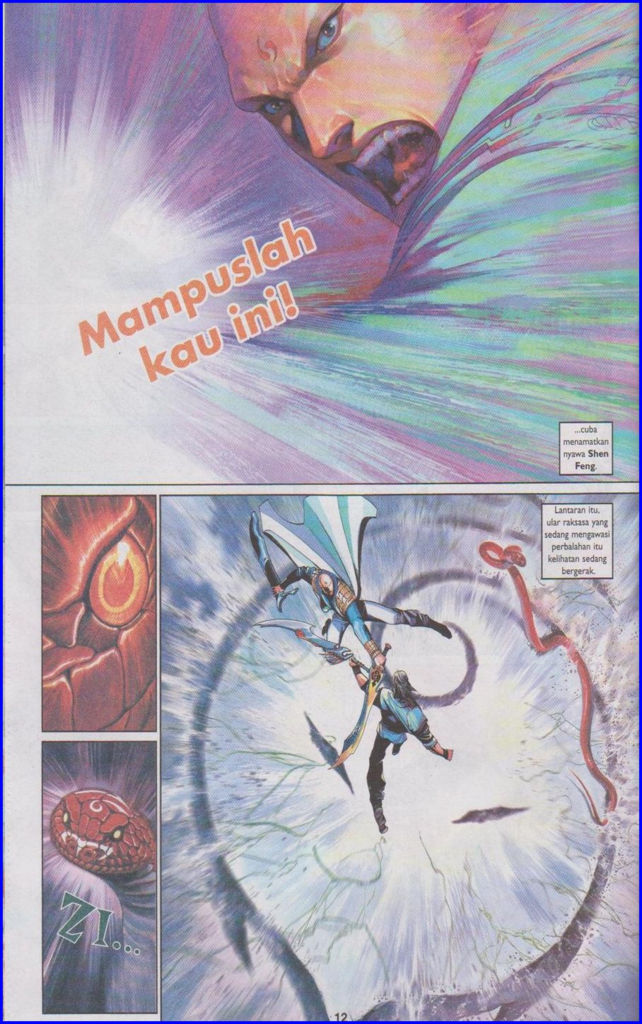 Mampuslah
kau ini!
...cuba
menamatkan
nyawa Shen
Feng.
Lantaran itu,
ular raksasa yang
sedang mengawasi
perbalahan itu
kelihatan sedang
bergerak.
ZI...
12